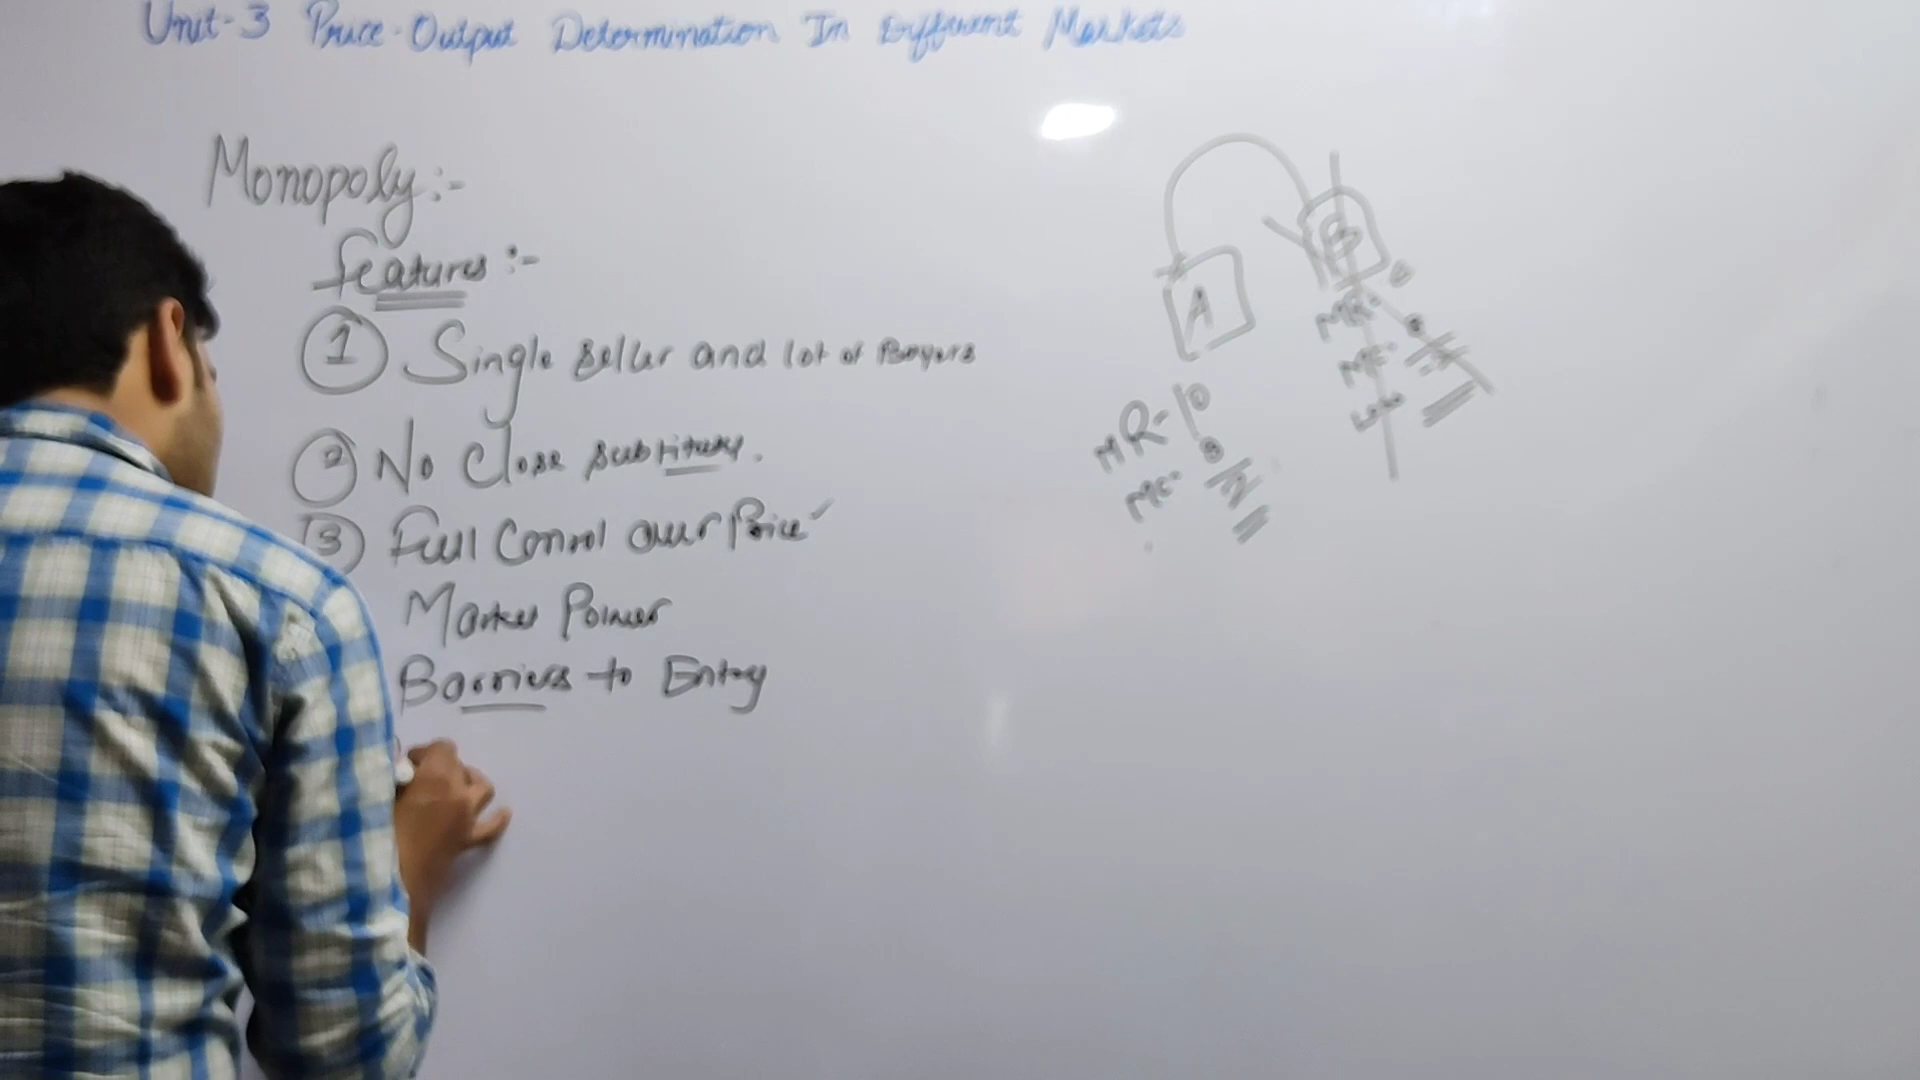 Unit-3 Price-Output Determination In Different Markets
Monopoly:-
features:-
① Single seller and lot of Buyers
② No Close substitutes.
③ Full Control over Price
Market Power
Barriers to Entry
A
MR- 10
MC- 8
2
B
MR- 6
MC- 8